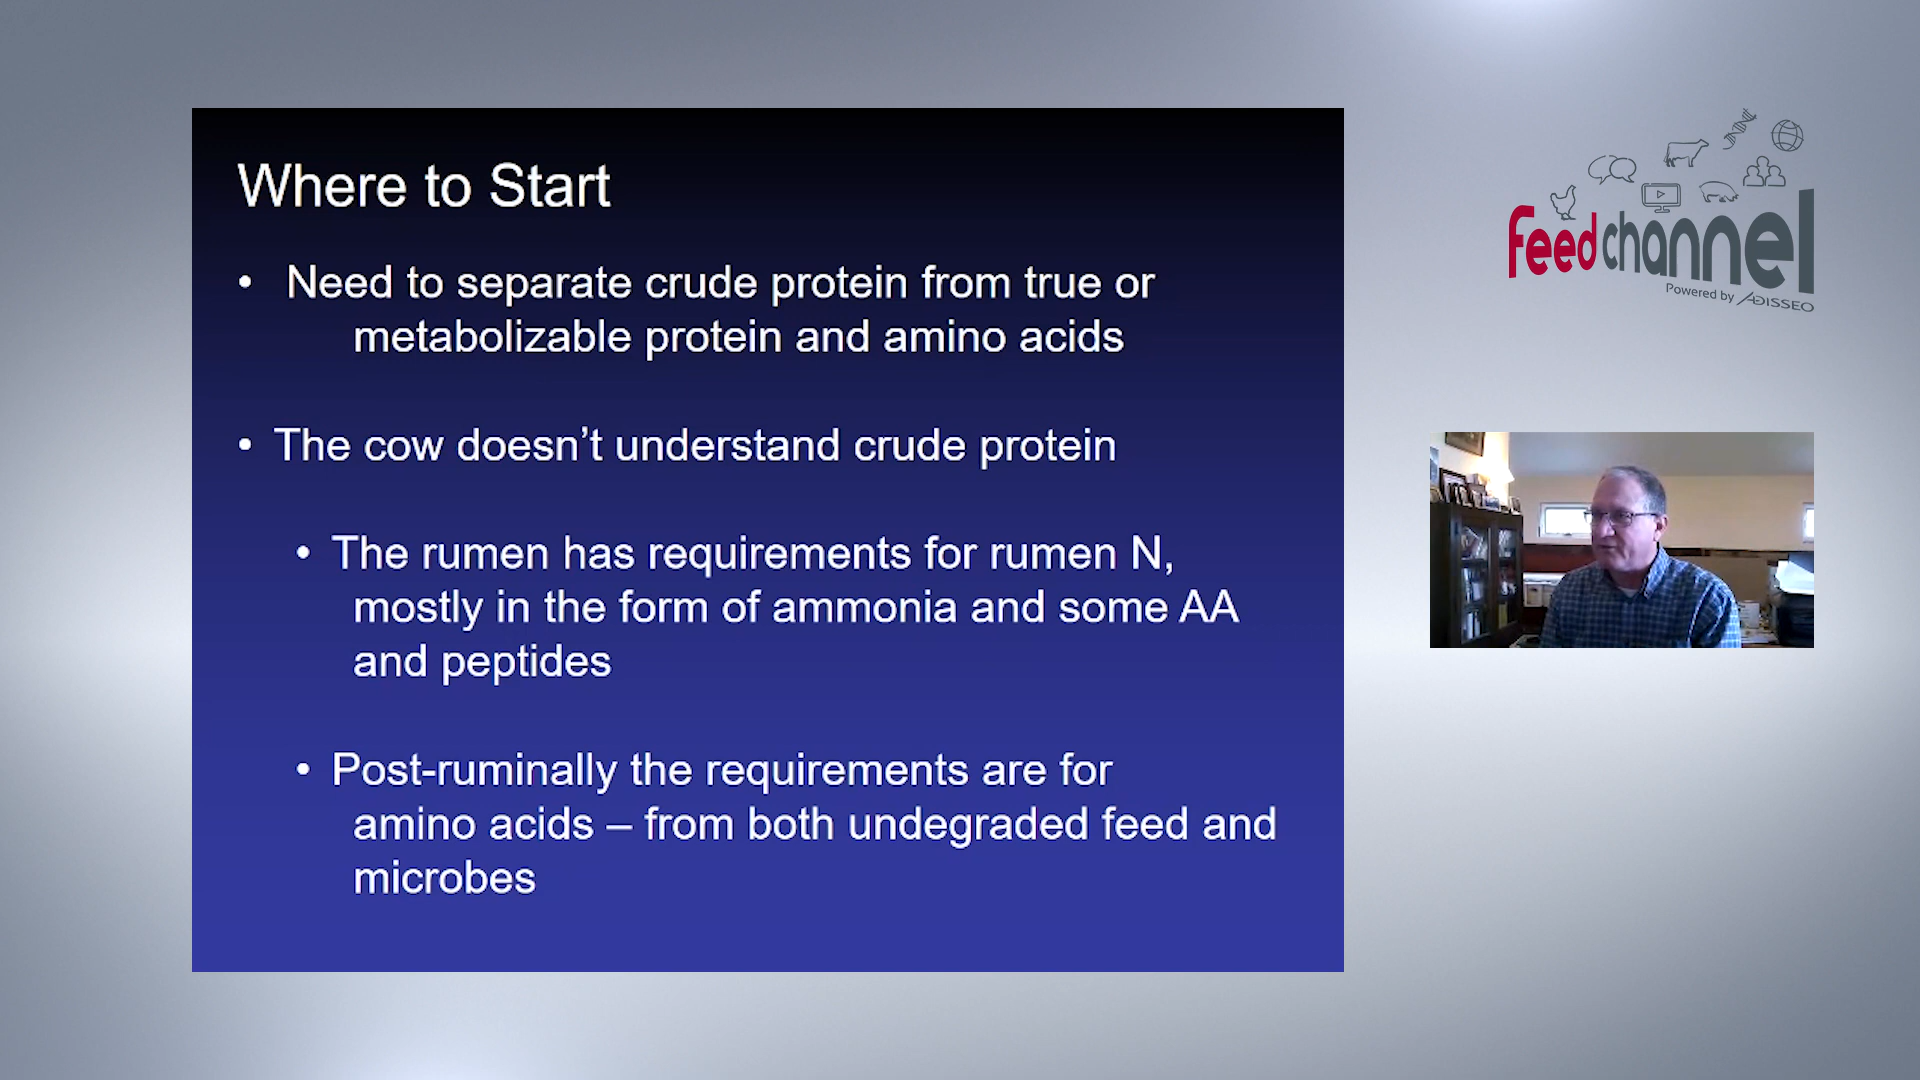 Where to Start
• Need to separate crude protein from true or
metabolizable protein and amino acids
• The cow doesn’t understand crude protein
• The rumen has requirements for rumen N,
mostly in the form of ammonia and some AA
and peptides
• Post-ruminally the requirements are for
amino acids – from both undegraded feed and
microbes
feedchannel
Powered by ADISSEO